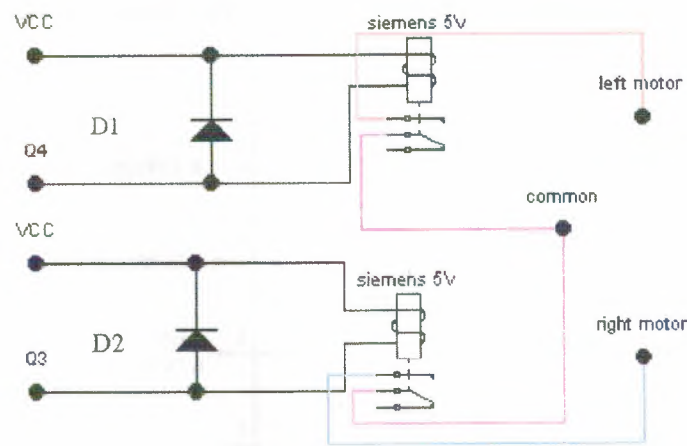 VCC
siemens 5V
left motor
D1
Q4
common
VCC
siemens 5V
right motor
D2
Q3